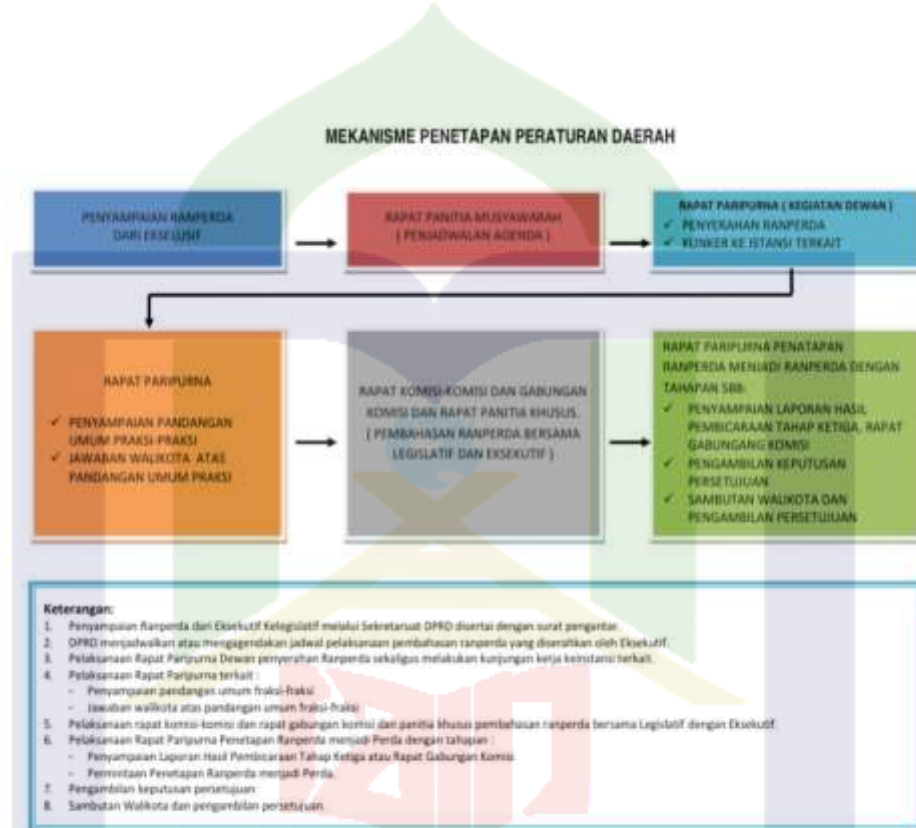 MEKANISME PENETAPAN PERATURAN DAERAH
PENYAMPAIAN RANPERDA
DARI EKSELUSIF
RAPAT PANITIA MUSYAWARAH
( PENJADWALAN AGENDA )
RAPAT PARIPURNA ( KEGIATAN DEWAN )
✓ PENYERAHAN RANPERDA
✓ KUNKER KE ISTANSI TERKAIT
RAPAT PARIPURNA
✓ PENYAMPAIAN PANDANGAN
UMUM PRAKSI-PRAKSI
✓ JAWABAN WALIKOTA ATAS
PANDANGAN UMUM PRAKSI
RAPAT KOMISI-KOMISI DAN GABUNGAN
KOMISI DAN RAPAT PANITIA KHUSUS.
( PEMBAHASAN RANPERDA BERSAMA
LEGISLATIF DAN EKSEKUTIF )
RAPAT PARIPURNA PENATAPAN
RANPERDA MENJADI RANPERDA DENGAN
TAHAPAN SBB:
✓ PENYAMPAIAN LAPORAN HASIL
PEMBICARAAN TAHAP KETIGA, RAPAT
GABUNGANG KOMISI
✓ PENGAMBILAN KEPUTUSAN
PERSETUJUAN
✓ SAMBUTAN WALIKOTA DAN
PENGAMBILAN PERSETUJUAN
Keterangan:
1. Penyampaian Ranperda dari Eksekutif Kelegislatif melalui Sekretaruat DPRD disertai dengan surat pengantar.
2. DPRD menjadwalkan atau mengagendakan jadwal pelaksanaan pembahasan ranperda yang diserahkan oleh Eksekutif.
3. Pelaksanaan Rapat Paripurna Dewan penyerahan Ranperda sekaligus melakukan kunjungan kerja keinstansi terkait.
4. Pelaksanaan Rapat Paripurna terkait :
- Penyampaian pandangan umum fraksi-fraksi
- Jawaban walikota atas pandangan umum fraksi-fraksi
5. Pelaksanaan rapat komisi-komisi dan rapat gabungan komisi dan panitia khusus pembahasan ranperda bersama Legislatif dengan Eksekutif.
6. Pelaksanaan Rapat Paripurna Penetapan Ranperda menjadi Perda dengan tahapan :
- Penyampaian Laporan Hasil Pembicaraan Tahap Ketiga atau Rapat Gabungan Komisi
- Permintaan Penetapan Ranperda menjadi Perda.
7. Pengambilan keputusan persetujuan
8. Sambutan Walikota dan pengambilan persetujuan.